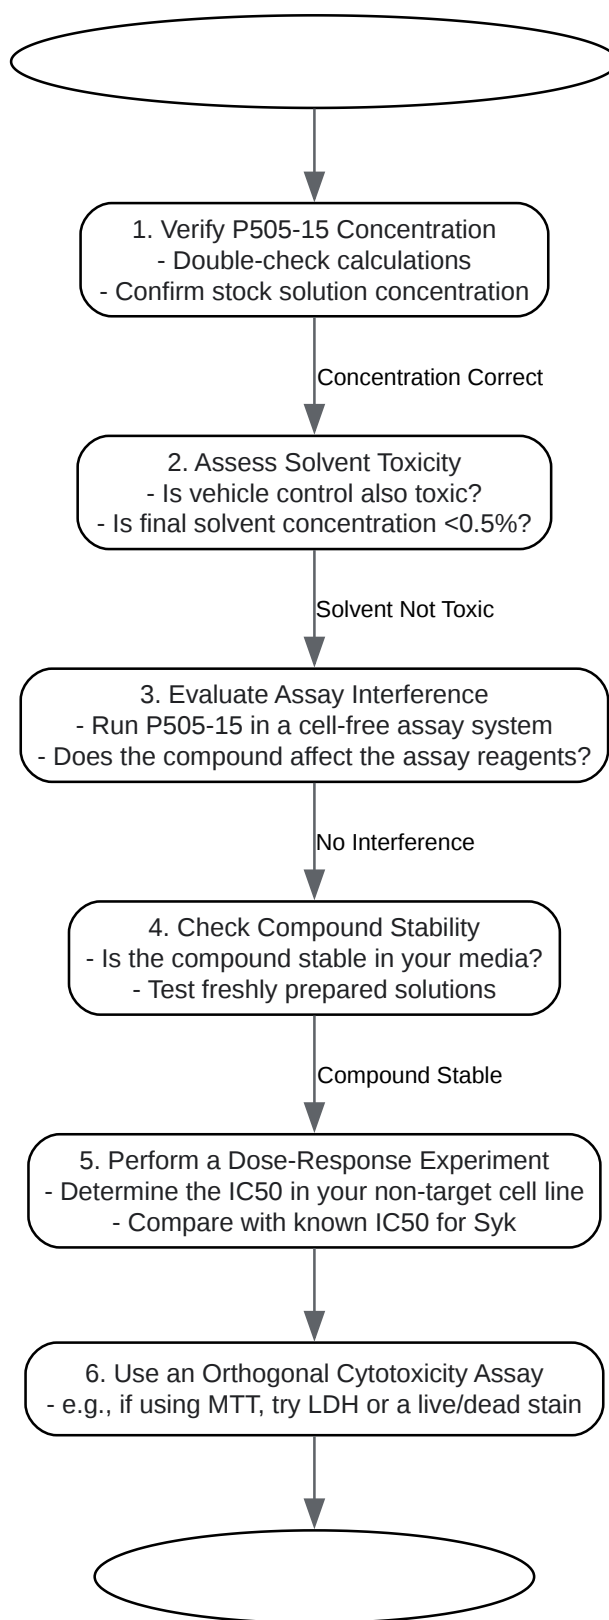 1. Verify P505-15 Concentration
- Double-check calculations
- Confirm stock solution concentration
Concentration Correct
2. Assess Solvent Toxicity
- Is vehicle control also toxic?
- Is final solvent concentration <0.5%?
Solvent Not Toxic
3. Evaluate Assay Interference
- Run P505-15 in a cell-free assay system
- Does the compound affect the assay reagents?
No Interference
4. Check Compound Stability
- Is the compound stable in your media?
- Test freshly prepared solutions
Compound Stable
5. Perform a Dose-Response Experiment
- Determine the IC50 in your non-target cell line
- Compare with known IC50 for Syk
6. Use an Orthogonal Cytotoxicity Assay
- e.g., if using MTT, try LDH or a live/dead stain